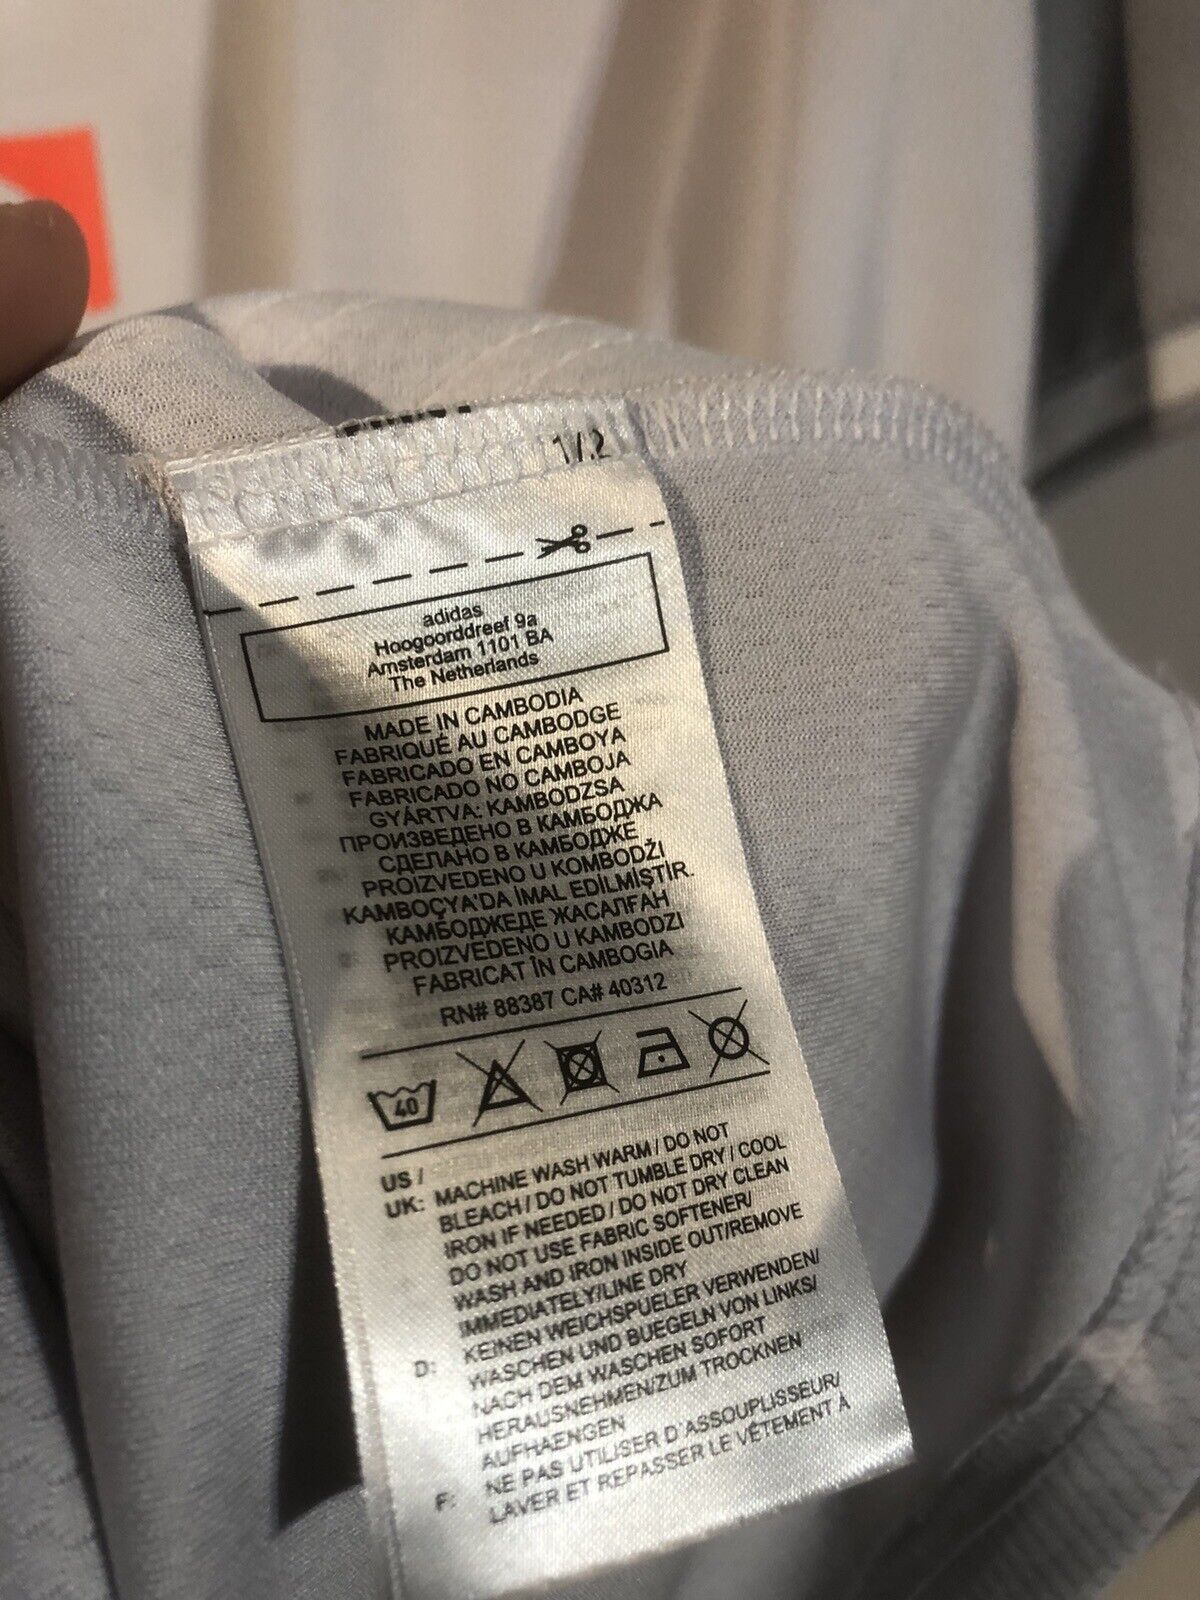 1/.2
adidas
Hoogoorddreef 9a
Amsterdam 1101 BA
The Netherlands
MADE IN CAMBODIA
FABRIQUÉ AU CAMBODGE
FABRICADO EN CAMBOYA
FABRICADO NO CAMBOJA
GYÁRTVA: KAMBODZSA
ПРОИЗВЕДЕНО В КАМБОДЖА
СДЕЛАНО В КАМБОДЖЕ
PROIZVEDENO U KOMBODŽI
KAMBOÇYA'DA İMAL EDİLMİŞTİR.
КАМБОДЖЕДЕ ЖАСАЛҒАН
PROIZVEDENO U KAMBODZI
FABRICAT ÎN CAMBOGIA
RN# 88387 CA# 40312
40
US /
UK: MACHINE WASH WARM / DO NOT
BLEACH / DO NOT TUMBLE DRY / COOL
IRON IF NEEDED / DO NOT DRY CLEAN
DO NOT USE FABRIC SOFTENER/
WASH AND IRON INSIDE OUT/REMOVE
IMMEDIATELY/LINE DRY
D: KEINEN WEICHSPUELER VERWENDEN/
WASCHEN UND BUEGELN VON LINKS/
NACH DEM WASCHEN SOFORT
HERAUSNEHMEN/ZUM TROCKNEN
AUFHAENGEN
F: NE PAS UTILISER D'ASSOUPLISSEUR/
LAVER ET REPASSER LE VÊTEMENT À